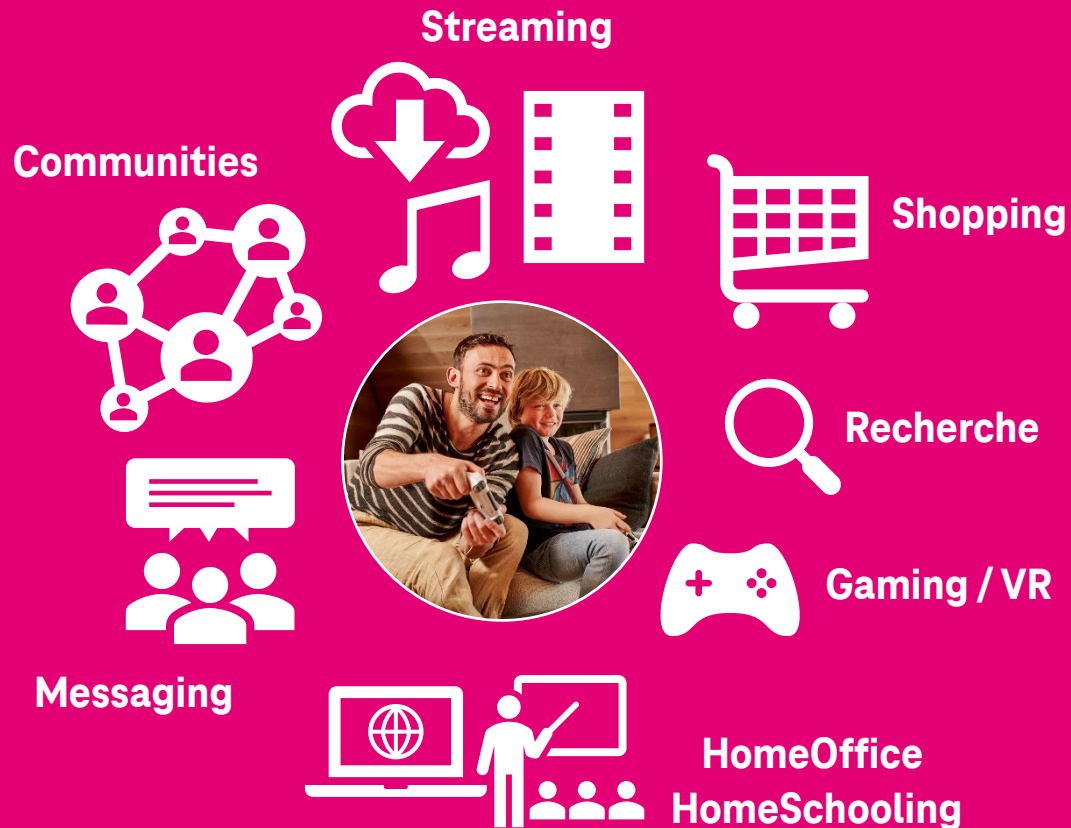 Streaming
Communities
Shopping
Recherche
Gaming / VR
Messaging
HomeOffice
HomeSchooling